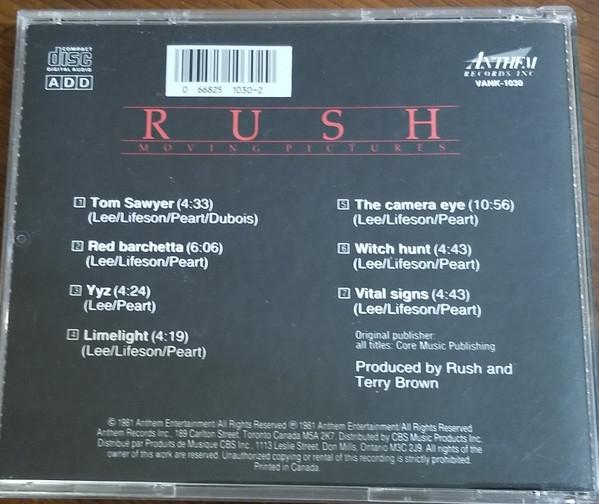 COMPACT
disc
DIGITAL AUDIO
ADD
0 66825 1030-2
ANTHEM
RECORDS INC
VANK-1030
RUSH
MOVING PICTURES
1 Tom Sawyer (4:33)
(Lee/Lifeson/Peart/Dubois)
2 Red barchetta (6:06)
(Lee/Lifeson/Peart)
3 Yyz (4:24)
(Lee/Peart)
4 Limelight (4:19)
(Lee/Lifeson/Peart)
5 The camera eye (10:56)
(Lee/Lifeson/Peart)
6 Witch hunt (4:43)
(Lee/Lifeson/Peart)
7 Vital signs (4:43)
(Lee/Lifeson/Peart)
Original publisher:
all titles: Core Music Publishing
Produced by Rush and
Terry Brown
© 1981 Anthem Entertainment/All Rights Reserved ℗ 1981 Anthem Entertainment/All Rights Reserved
Anthem Records Inc., 189 Carlton Street, Toronto Canada M5A 2K7. Distributed by CBS Music Products Inc.
Distribué par Produits de Musique CBS Inc., 1113 Leslie Street, Don Mills, Ontario M3C 2J9. All rights of the
owner of this work are reserved. Unauthorized copying or rental of this recording is strictly prohibited.
Printed in Canada.